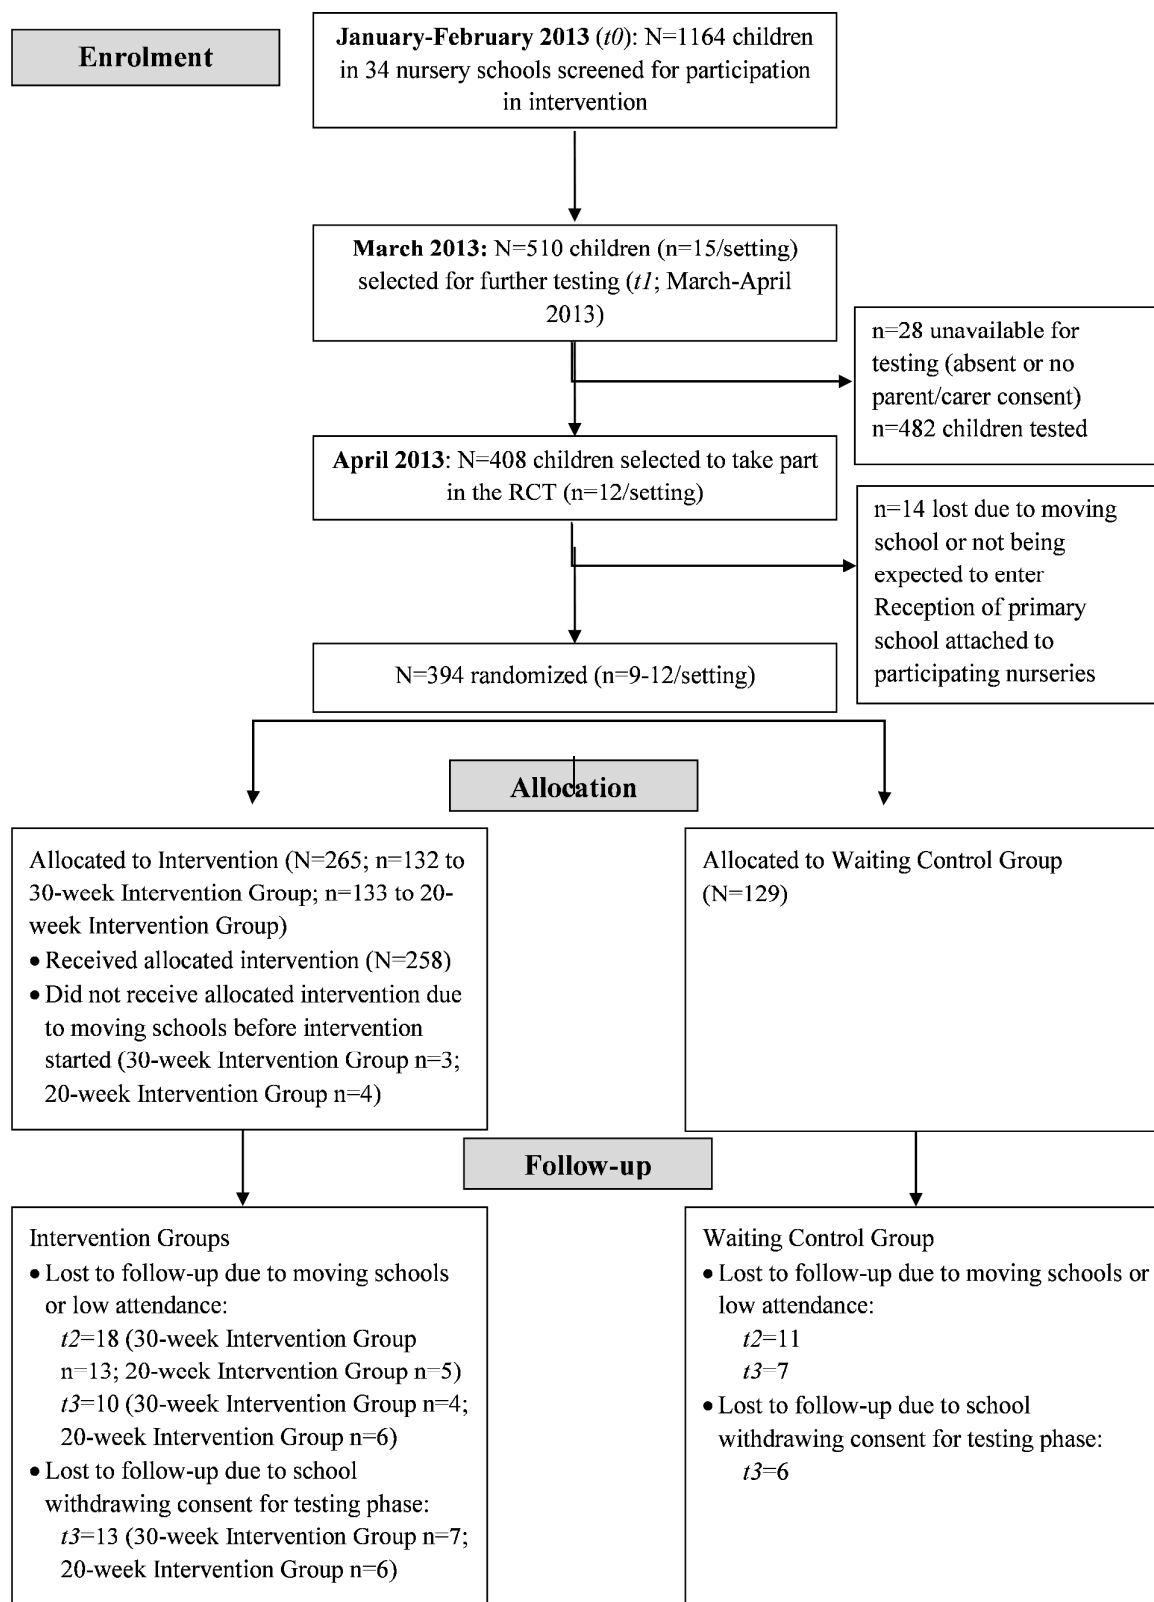 Enrolment
January-February 2013 (t0): N=1164 children
in 34 nursery schools screened for participation
in intervention
March 2013: N=510 children (n=15/setting)
selected for further testing (t1; March-April
2013)
n=28 unavailable for
testing (absent or no
parent/carer consent)
n=482 children tested
April 2013: N=408 children selected to take part
in the RCT (n=12/setting)
n=14 lost due to moving
school or not being
expected to enter
Reception of primary
school attached to
participating nurseries
N=394 randomized (n=9-12/setting)
Allocation
Allocated to Intervention (N=265; n=132 to
30-week Intervention Group; n=133 to 20-
week Intervention Group)
• Received allocated intervention (N=258)
• Did not receive allocated intervention due
to moving schools before intervention
started (30-week Intervention Group n=3;
20-week Intervention Group n=4)
Allocated to Waiting Control Group
(N=129)
Follow-up
Intervention Groups
• Lost to follow-up due to moving schools
or low attendance:
t2=18 (30-week Intervention Group
n=13; 20-week Intervention Group n=5)
t3=10 (30-week Intervention Group n=4;
20-week Intervention Group n=6)
• Lost to follow-up due to school
withdrawing consent for testing phase:
t3=13 (30-week Intervention Group n=7;
20-week Intervention Group n=6)
Waiting Control Group
• Lost to follow-up due to moving schools or
low attendance:
t2=11
t3=7
• Lost to follow-up due to school
withdrawing consent for testing phase:
t3=6